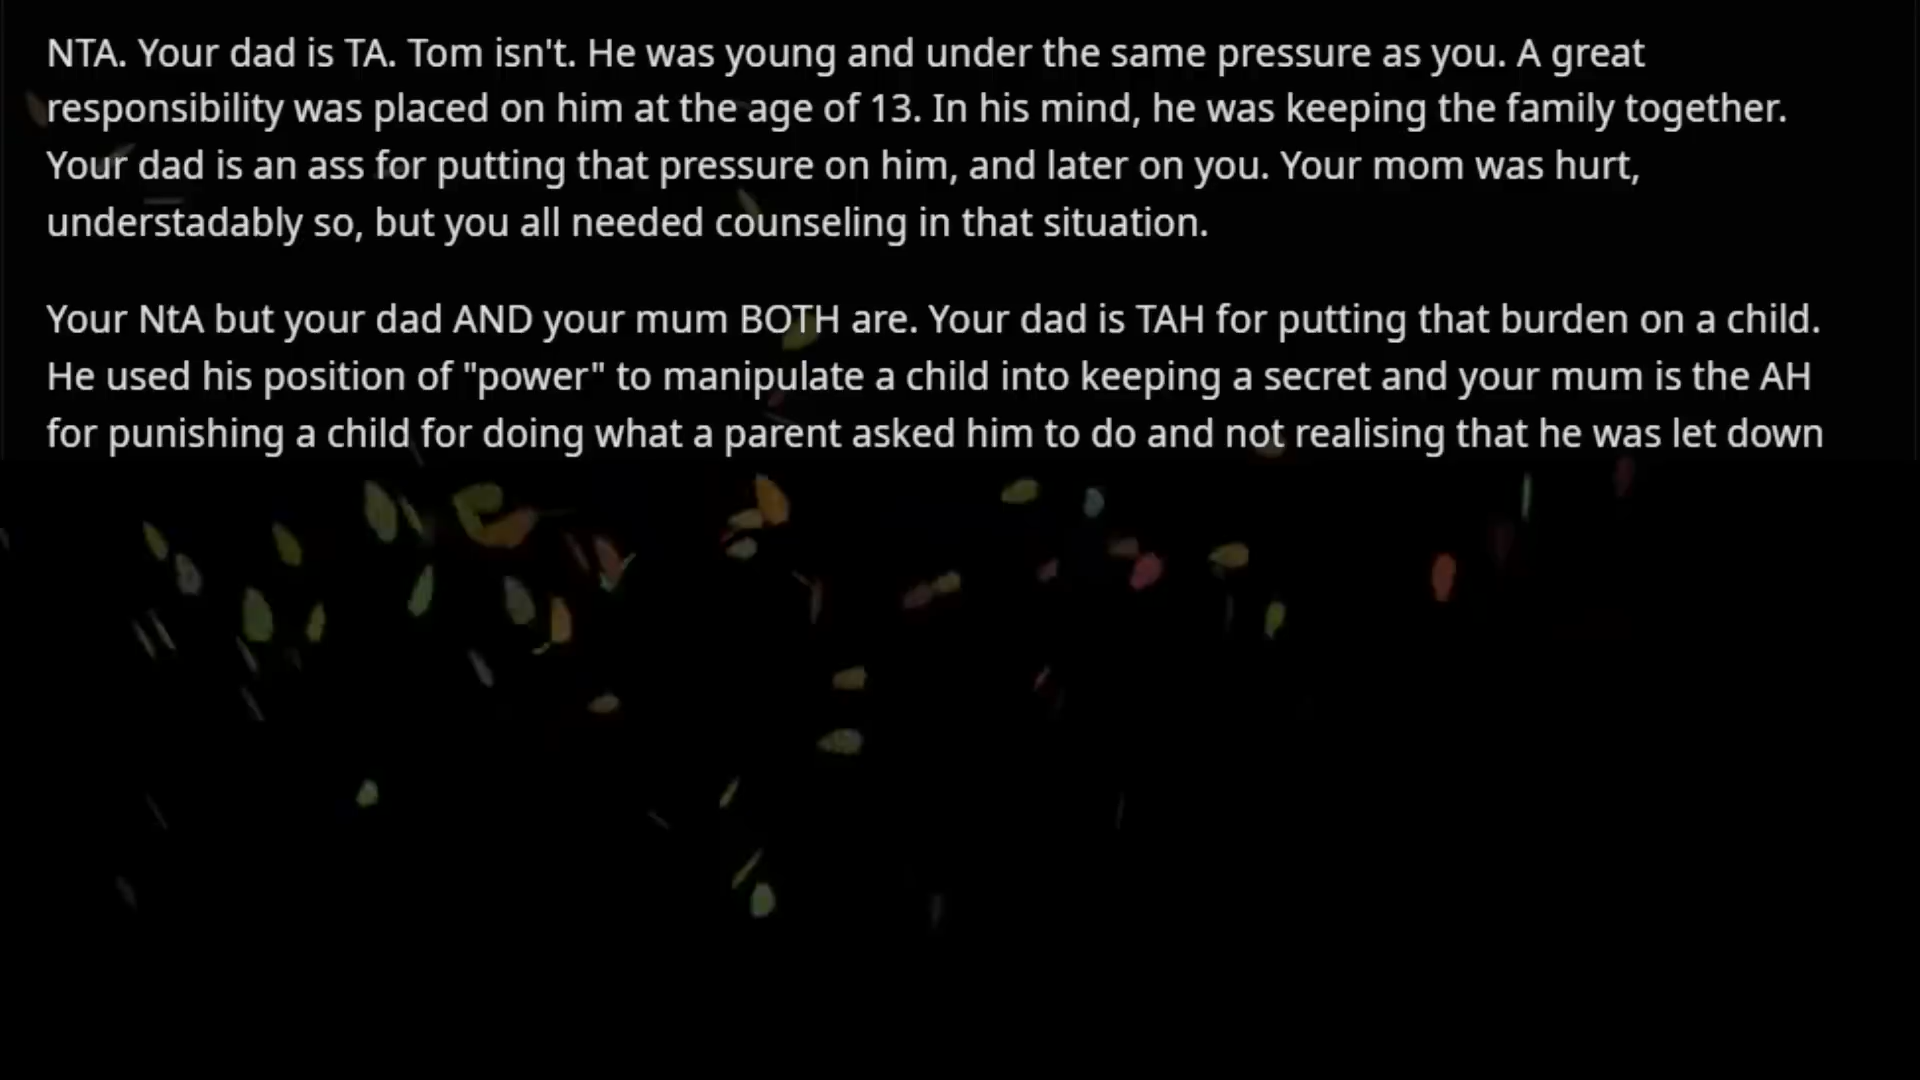 NTA. Your dad is TA. Tom isn't. He was young and under the same pressure as you. A great
responsibility was placed on him at the age of 13. In his mind, he was keeping the family together.
Your dad is an ass for putting that pressure on him, and later on you. Your mom was hurt,
understadably so, but you all needed counseling in that situation.
Your NtA but your dad AND your mum BOTH are. Your dad is TAH for putting that burden on a child.
He used his position of "power" to manipulate a child into keeping a secret and your mum is the AH
for punishing a child for doing what a parent asked him to do and not realising that he was let down